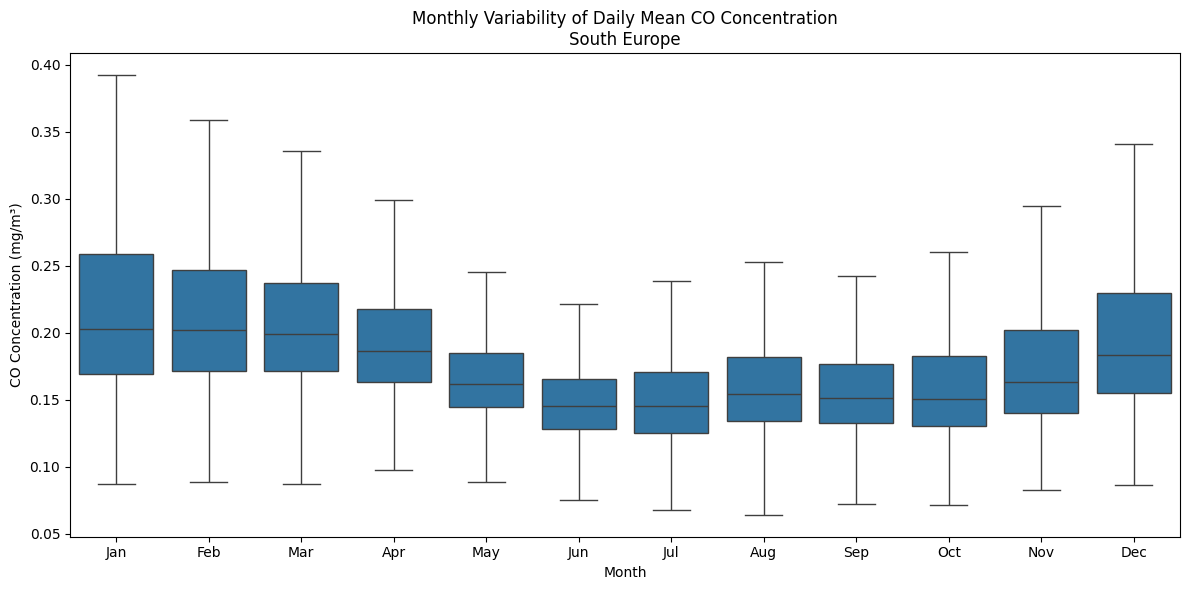 Monthly Variability of Daily Mean CO Concentration
South Europe
CO Concentration (mg/m³)
0.40
0.35
0.30
0.25
0.20
0.15
0.10
0.05
Jan Feb Mar Apr May Jun Jul Aug Sep Oct Nov Dec
Month